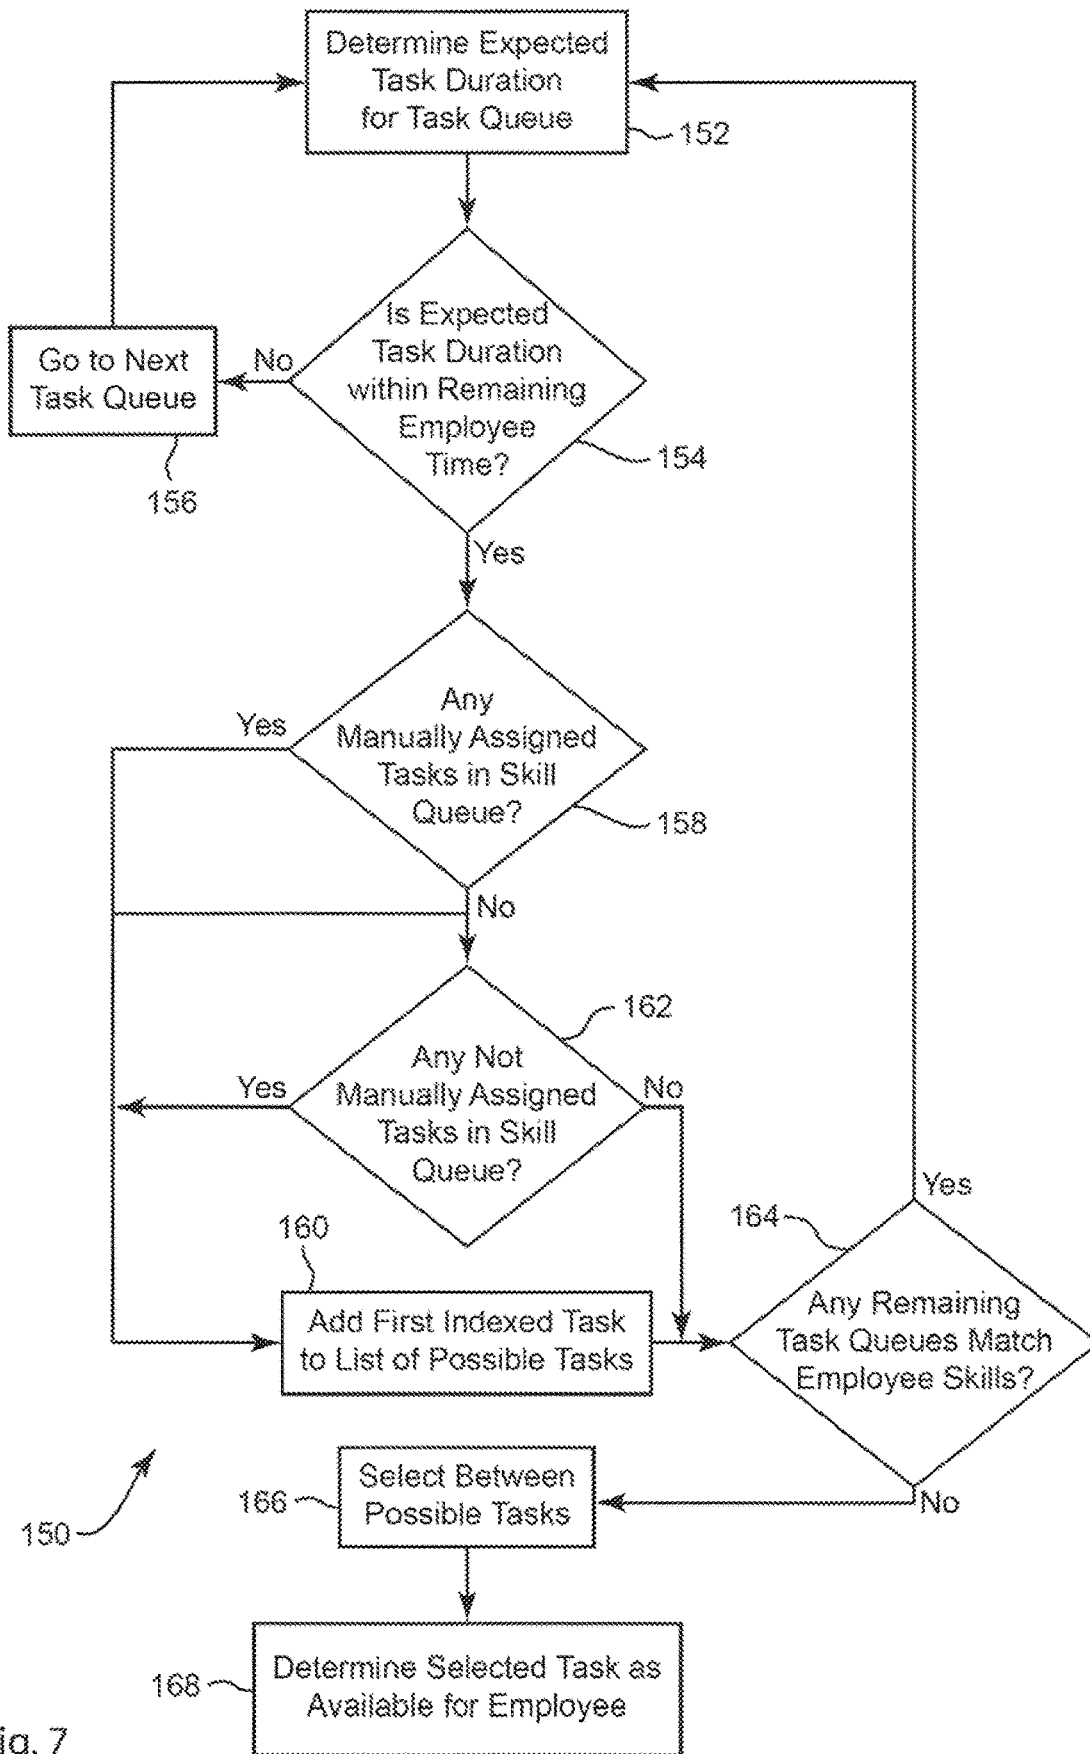 Determine Expected
Task Duration
for Task Queue
152
Is Expected
Task Duration
within Remaining
Employee
Time?
154
No
Go to Next
Task Queue
156
Yes
Any
Manually Assigned
Tasks in Skill
Queue?
158
Yes
No
162
Any Not
Manually Assigned
Tasks in Skill
Queue?
Yes
No
160
Add First Indexed Task
to List of Possible Tasks
164
Yes
Any Remaining
Task Queues Match
Employee Skills?
No
Select Between
Possible Tasks
166
150
Determine Selected Task as
Available for Employee
168
ig. 7